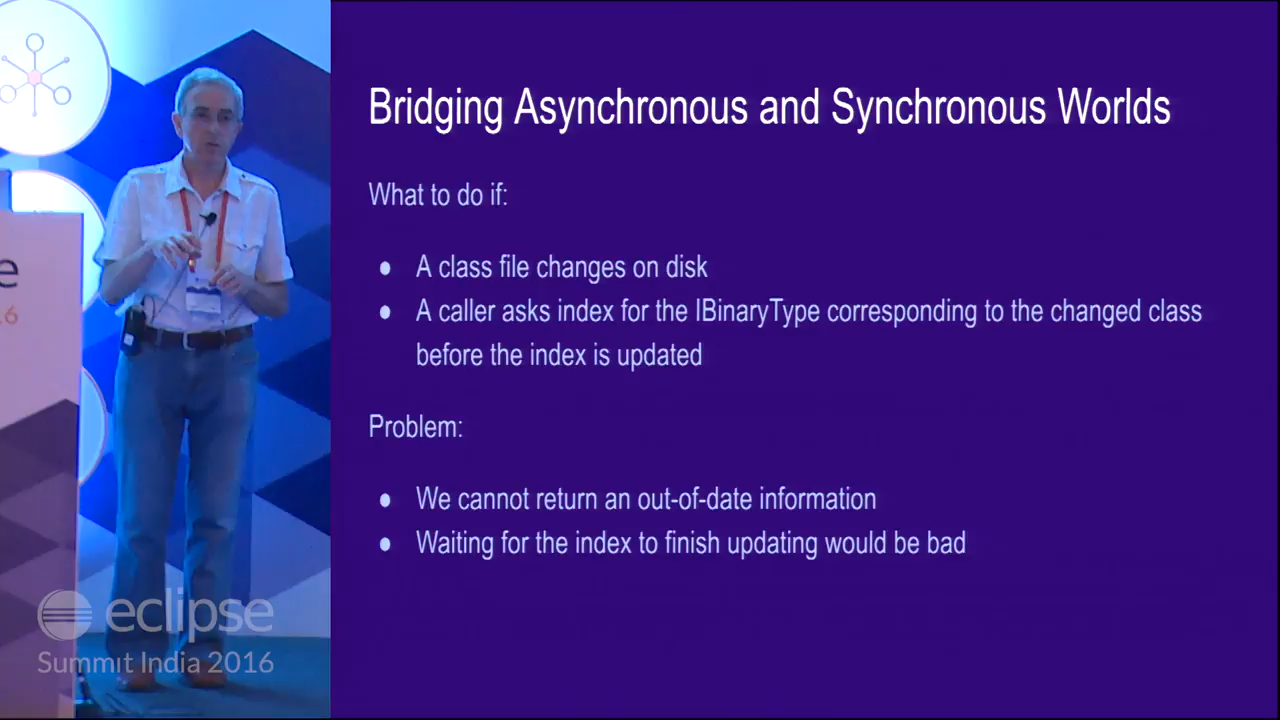 Bridging Asynchronous and Synchronous Worlds
What to do if:
● A class file changes on disk
● A caller asks index for the IBinaryType corresponding to the changed class
before the index is updated
Problem:
● We cannot return an out-of-date information
● Waiting for the index to finish updating would be bad
e
.6
eclipse
Summit India 2016